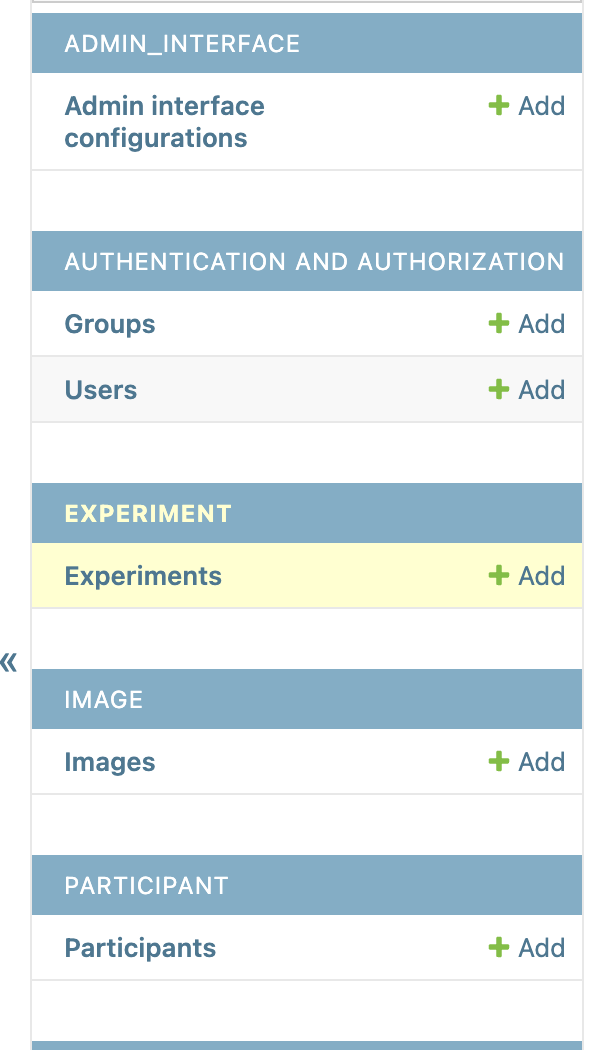 ADMIN_INTERFACE
Admin interface
configurations
Add
AUTHENTICATION AND AUTHORIZATION
Groups Add
Users Add
EXPERIMENT
Experiments Add
«
IMAGE
Images Add
PARTICIPANT
Participants Add